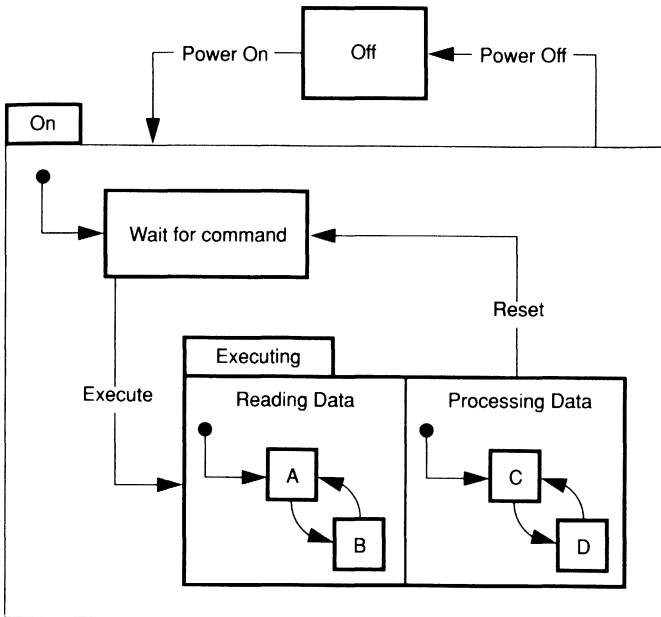 Power On
Off
Power Off
On
Wait for command
Reset
Executing
Execute
Reading Data
Processing Data
A
C
B
D